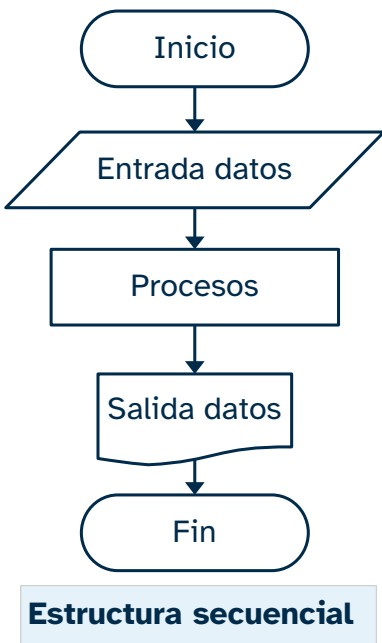 Inicio
Entrada datos
Procesos
Salida datos
Fin
Estructura secuencial